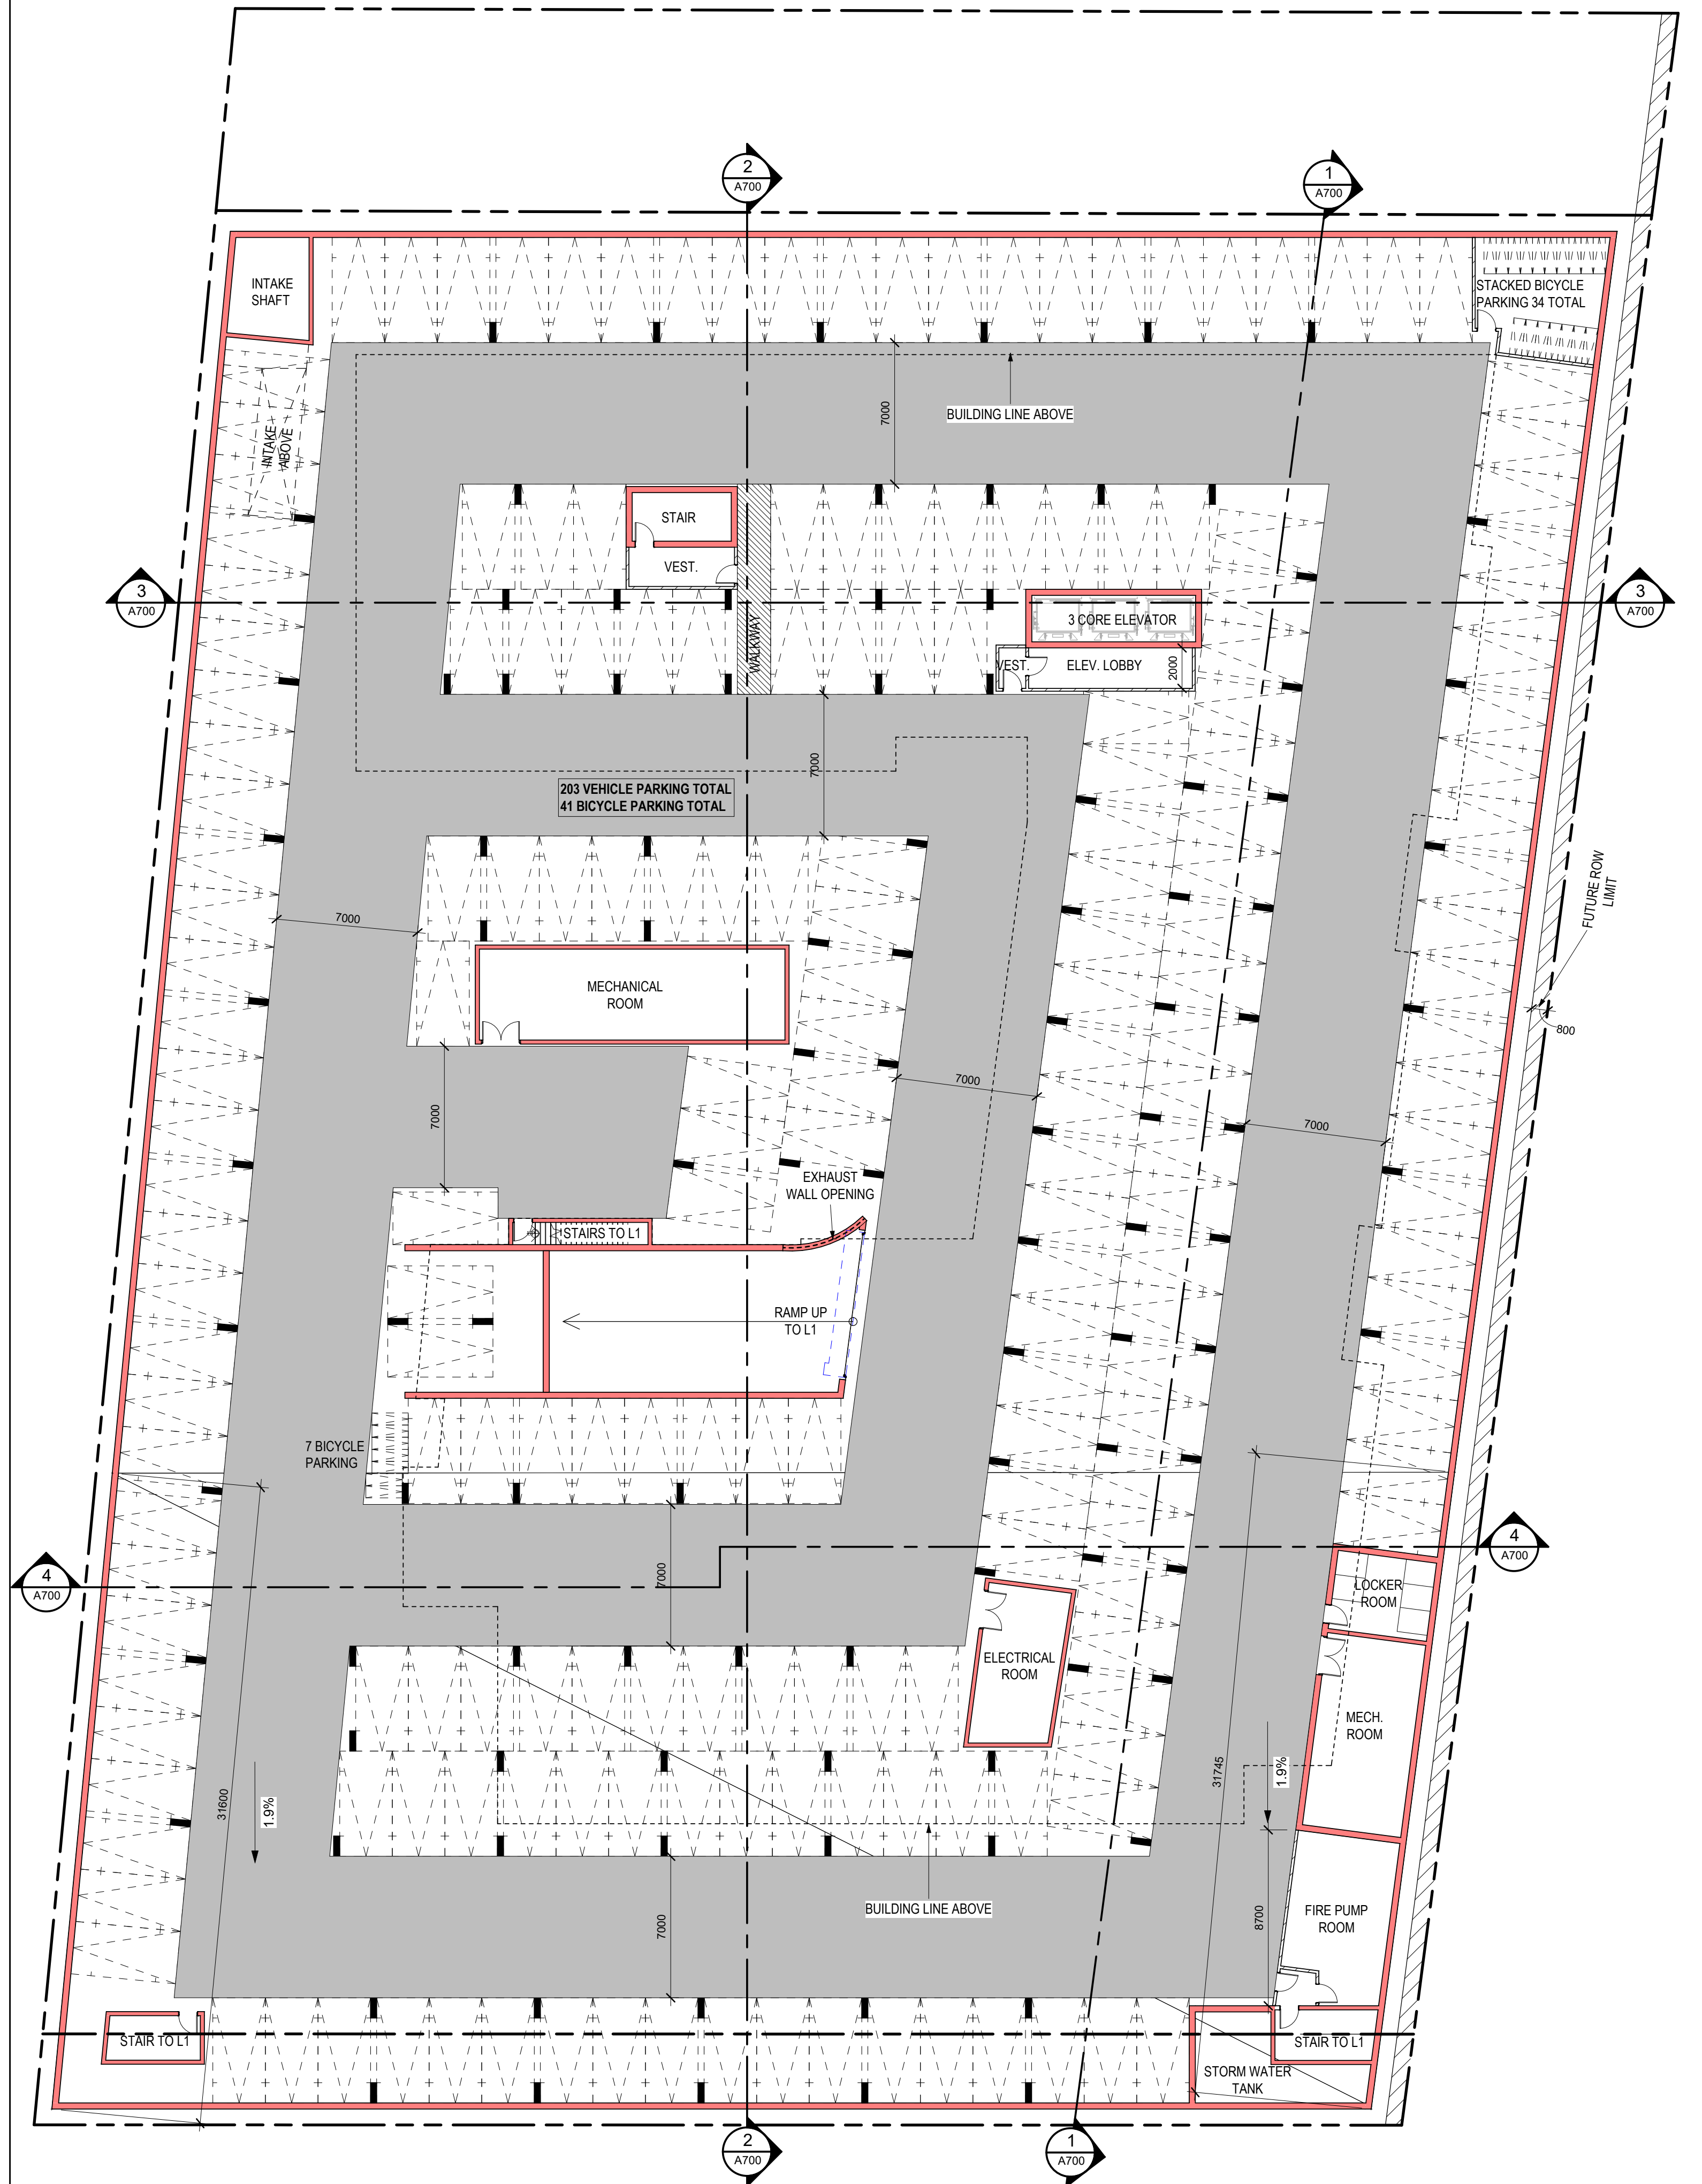 2
A700
1
A700
INTAKE
SHAFT
STACKED BICYCLE
PARKING 34 TOTAL
7000
BUILDING LINE ABOVE
INTAKE
ABOVE
STAIR
VEST.
WALKWAY
3
A700
3
A700
3 CORE ELEVATOR
VEST.
ELEV. LOBBY
2000
7000
203 VEHICLE PARKING TOTAL
41 BICYCLE PARKING TOTAL
FUTURE ROW
LIMIT
7000
MECHANICAL
ROOM
800
7000
7000
7000
EXHAUST
WALL OPENING
STAIRS TO L1
RAMP UP
TO L1
7 BICYCLE
PARKING
4
A700
4
A700
7000
LOCKER
ROOM
ELECTRICAL
ROOM
MECH.
ROOM
31600
1.9%
31745
1.9%
BUILDING LINE ABOVE
7000
8700
FIRE PUMP
ROOM
STAIR TO L1
STAIR TO L1
STORM WATER
TANK
2
A700
1
A700